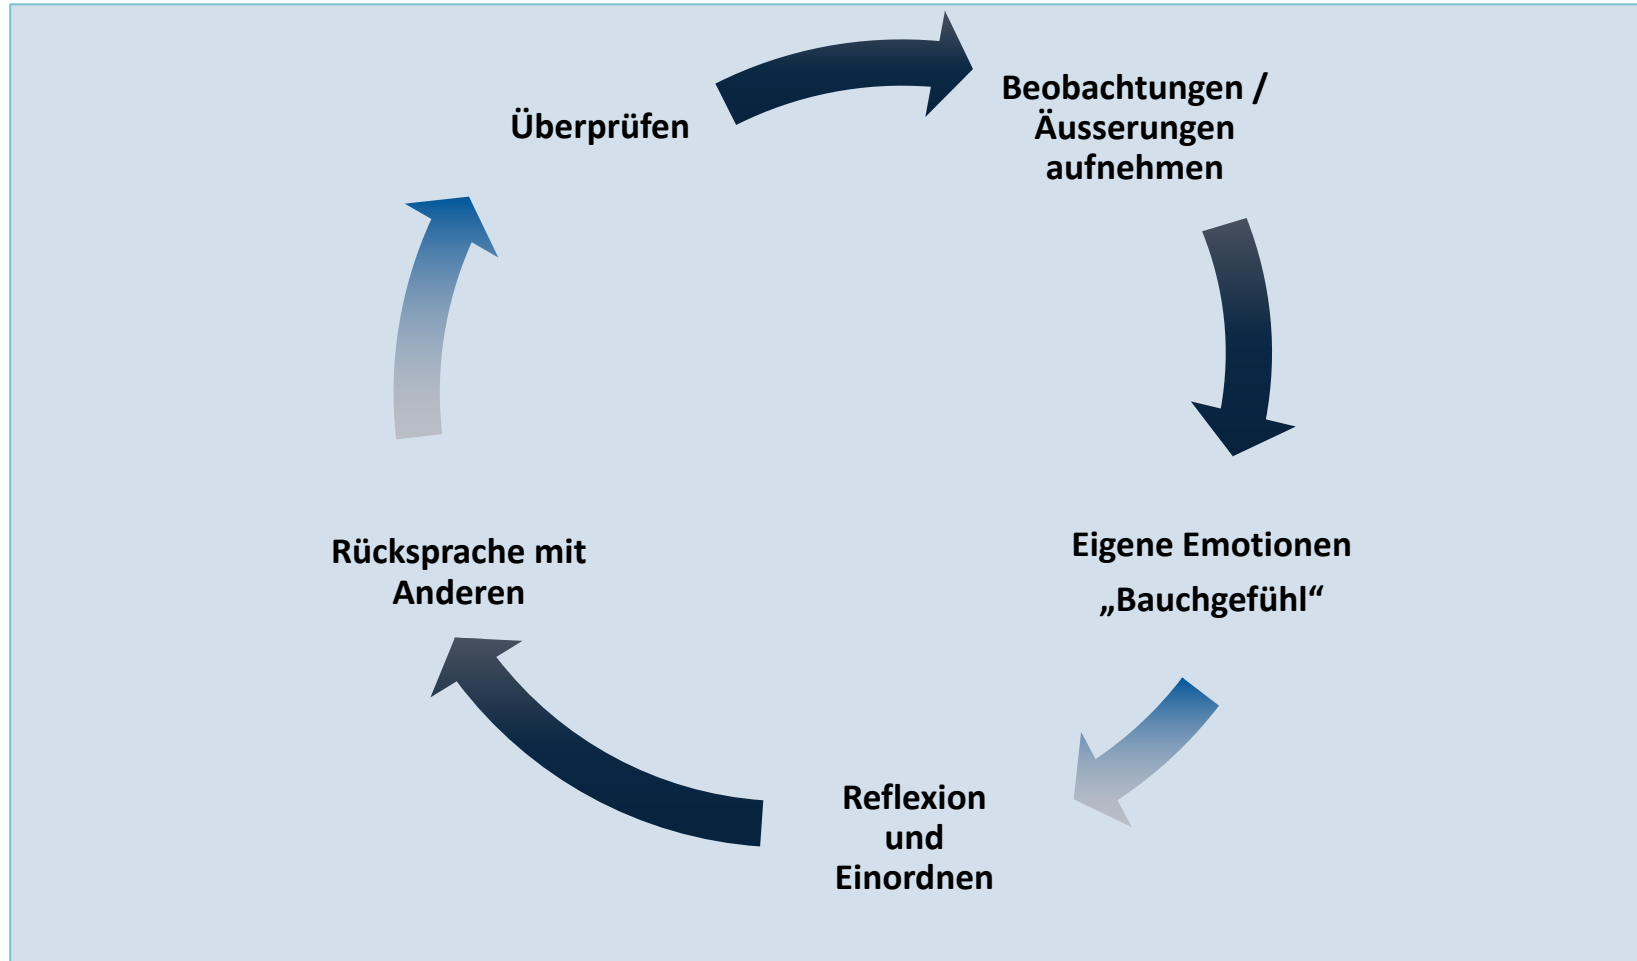 Überprüfen
Beobachtungen /
Äusserungen
aufnehmen
Eigene Emotionen
„Bauchgefühl“
Reflexion
und
Einordnen
Rücksprache mit
Anderen